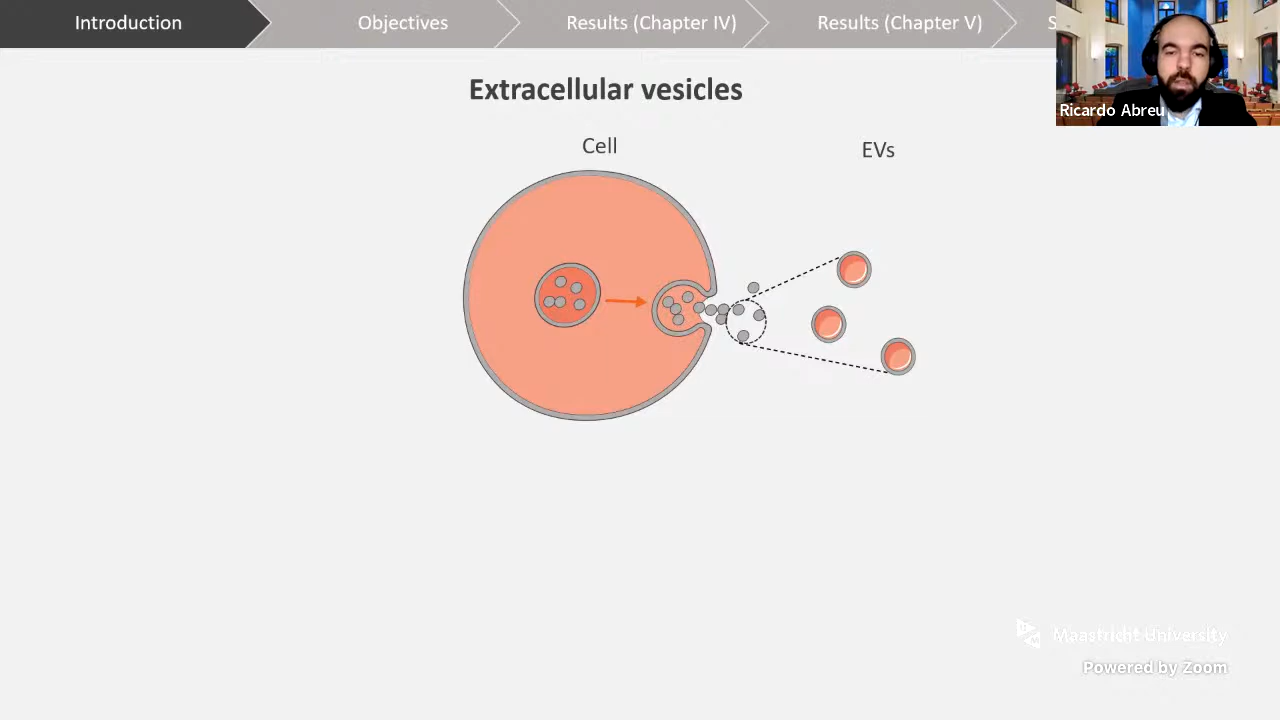 Introduction
Objectives
Results (Chapter IV)
Results (Chapter V)
S
Ricardo Abreu
Extracellular vesicles
Cell
EVs
Maastricht University
Powered by Zoom